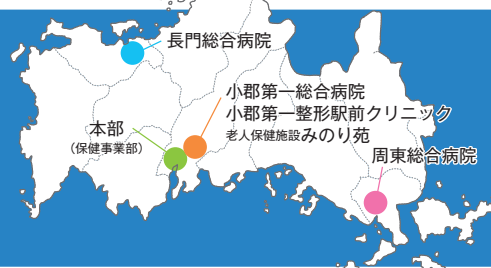 長門総合病院
小郡第一総合病院
小郡第一整形駅前クリニック
老人保健施設みのり苑
本部
（保健事業部）
周東総合病院